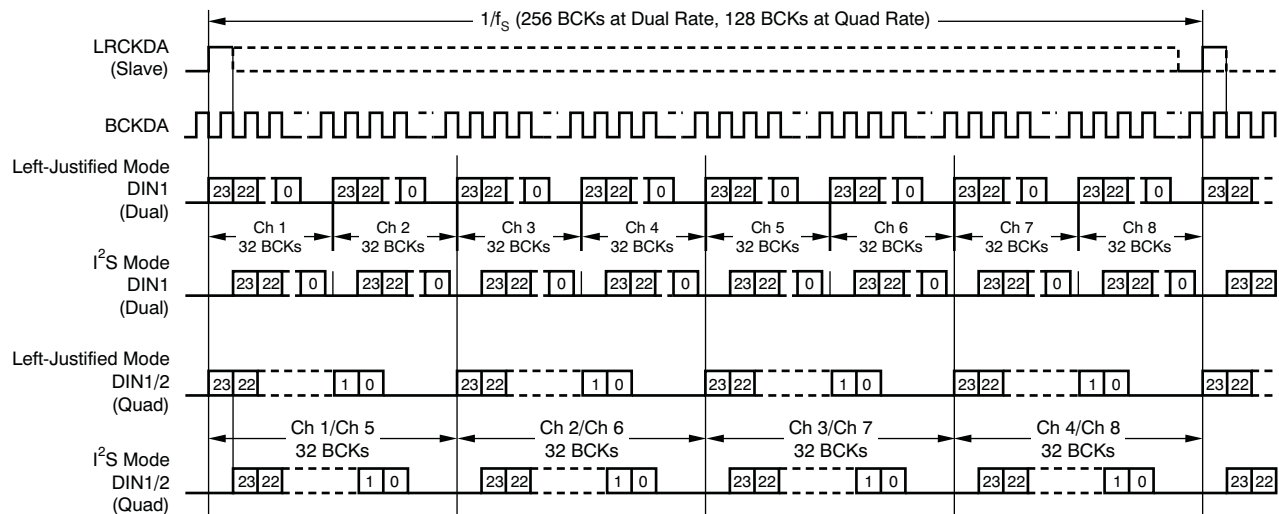 1/fS (256 BCKs at Dual Rate, 128 BCKs at Quad Rate)
LRCKDA
(Slave)
BCKDA
Left-Justified Mode
DIN1
(Dual)
23 22 0 23 22 0 23 22 0 23 22 0 23 22 0 23 22 0 23 22 0 23 22 0 23 22
Ch 1 Ch 2 Ch 3 Ch 4 Ch 5 Ch 6 Ch 7 Ch 8
32 BCKs 32 BCKs 32 BCKs 32 BCKs 32 BCKs 32 BCKs 32 BCKs 32 BCKs
I2S Mode
DIN1
(Dual)
23 22 0 23 22 0 23 22 0 23 22 0 23 22 0 23 22 0 23 22 0 23 22 0 23 22
Left-Justified Mode
DIN1/2
(Quad)
23 22 1 0 23 22 1 0 23 22 1 0 23 22 1 0 23 22
Ch 1/Ch 5 Ch 2/Ch 6 Ch 3/Ch 7 Ch 4/Ch 8
32 BCKs 32 BCKs 32 BCKs 32 BCKs
I2S Mode
DIN1/2
(Quad)
23 22 1 0 23 22 1 0 23 22 1 0 23 22 1 0 23 22